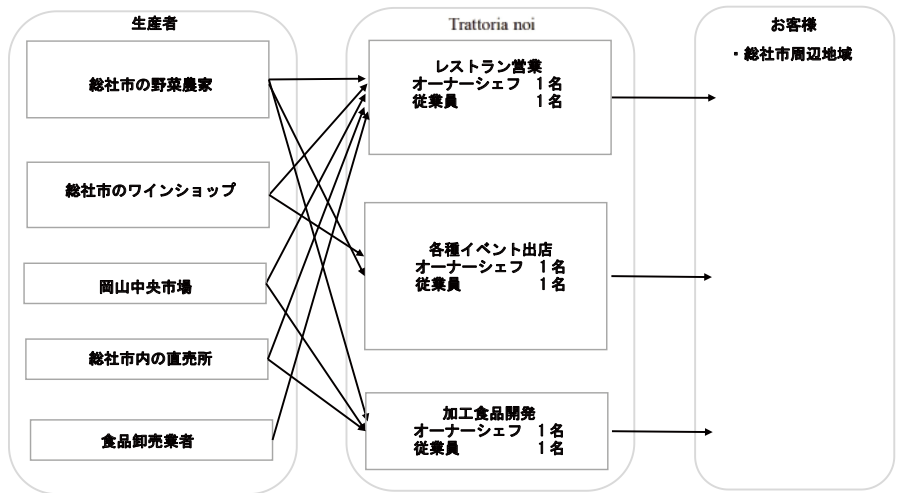 生産者
総社市の野菜農家
総社市のワインショップ
岡山中央市場
総社市内の直売所
食品卸売業者
Trattoria noi
レストラン営業
オーナーシェフ　1名
従業員　　　　　1名
各種イベント出店
オーナーシェフ　1名
従業員　　　　　1名
加工食品開発
オーナーシェフ　1名
従業員　　　　　1名
お客様
・総社市周辺地域